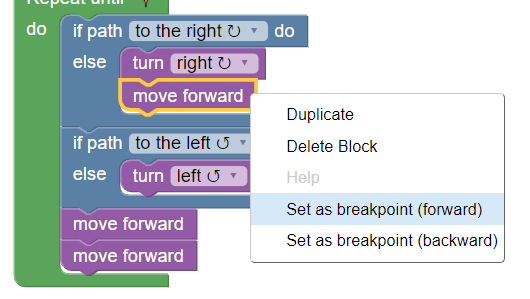 Repeat until
do if path to the right ↻ ▾ do
else turn right ↻ ▾
move forward
Duplicate
if path to the left ↺ ▾
Delete Block
else turn left ↺ ▾
Help
Set as breakpoint (forward)
move forward
Set as breakpoint (backward)
move forward